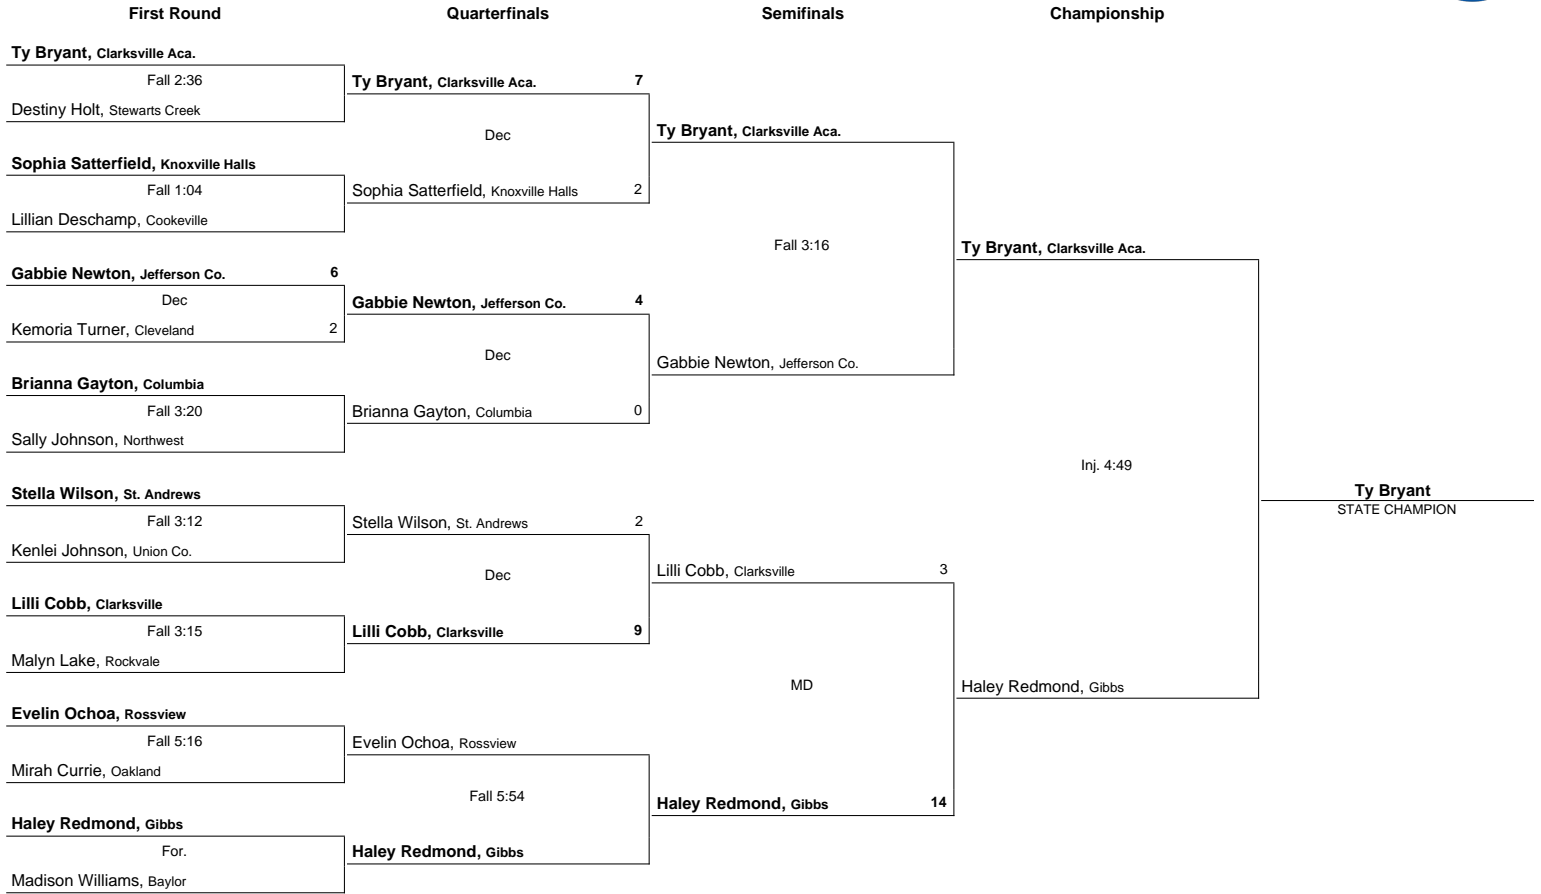 First Round Quarterfinals Semifinals Championship
Ty Bryant, Clarksville Aca.
Fall 2:36
Destiny Holt, Stewarts Creek
Sophia Satterfield, Knoxville Halls
Fall 1:04
Lillian Deschamp, Cookeville
Gabbie Newton, Jefferson Co. 6
Dec
Kemoria Turner, Cleveland 2
Brianna Gayton, Columbia
Fall 3:20
Sally Johnson, Northwest
Stella Wilson, St. Andrews
Fall 3:12
Kenlei Johnson, Union Co.
Lilli Cobb, Clarksville
Fall 3:15
Malyn Lake, Rockvale
Evelin Ochoa, Rossview
Fall 5:16
Mirah Currie, Oakland
Haley Redmond, Gibbs
For.
Madison Williams, Baylor
Ty Bryant, Clarksville Aca. 7
Dec
Sophia Satterfield, Knoxville Halls 2
Gabbie Newton, Jefferson Co. 4
Dec
Brianna Gayton, Columbia 0
Stella Wilson, St. Andrews 2
Dec
Lilli Cobb, Clarksville 9
Evelin Ochoa, Rossview
Fall 5:54
Haley Redmond, Gibbs
Ty Bryant, Clarksville Aca.
Fall 3:16
Gabbie Newton, Jefferson Co.
Lilli Cobb, Clarksville 3
MD
Haley Redmond, Gibbs 14
Ty Bryant, Clarksville Aca.
Inj. 4:49
Haley Redmond, Gibbs
Ty Bryant
STATE CHAMPION